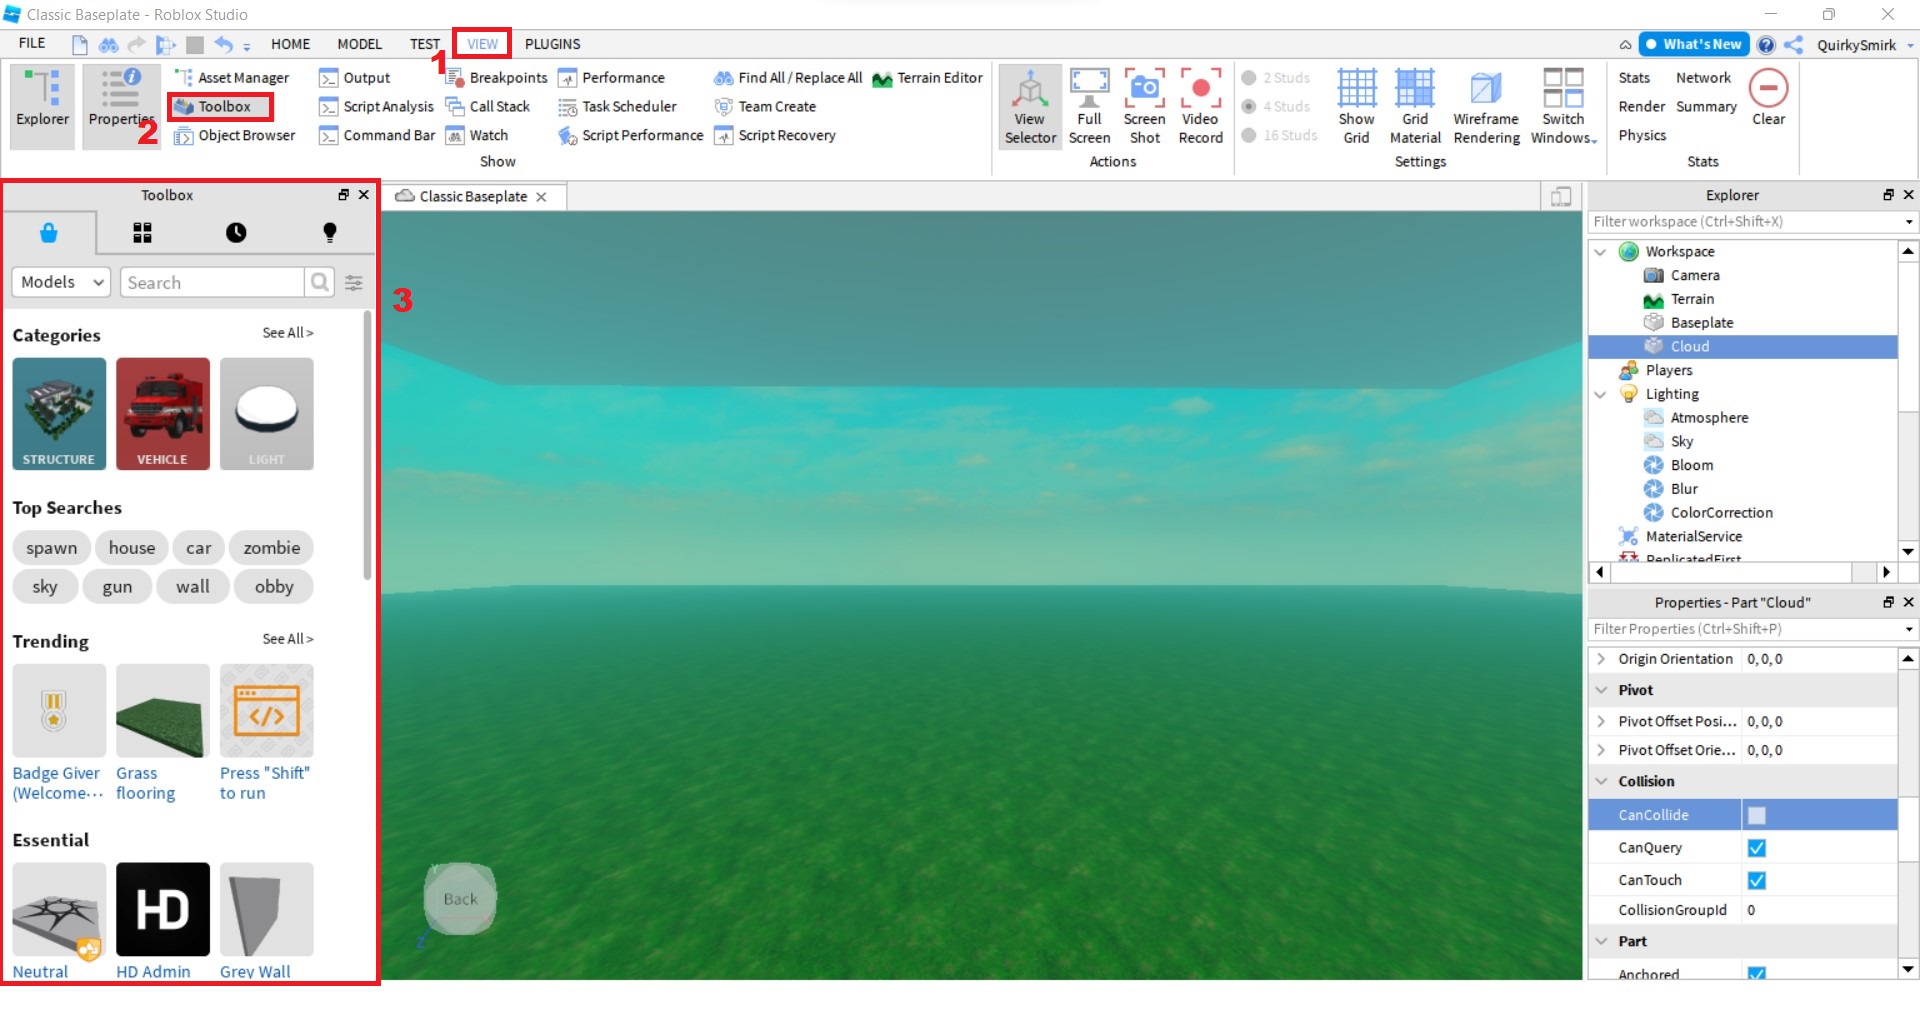 Classic Baseplate - Roblox Studio
FILE HOME MODEL TEST VIEW PLUGINS What's New QuirkySmirk
1
Explorer
Properties
2
Asset Manager
Toolbox
Object Browser
Output
Script Analysis
Command Bar
Breakpoints
Call Stack
Watch
Performance
Task Scheduler
Script Performance
Find All / Replace All
Team Create
Script Recovery
Terrain Editor
Show
View
Selector
Full
Screen
Screen
Shot
Video
Record
Actions
2 Studs
4 Studs
16 Studs
Show
Grid
Grid
Material
Wireframe
Rendering
Switch
Windows
Settings
Stats
Render
Physics
Network
Summary
Clear
Stats
Toolbox
Models
Search
3
Categories See All >
STRUCTURE VEHICLE LIGHT
Top Searches
spawn house car zombie
sky gun wall obby
Trending See All >
Badge Giver
(Welcome...
Grass
flooring
Press "Shift"
to run
Essential
HD
Neutral HD Admin Grey Wall
Classic Baseplate
Y
Back
Z
Explorer
Filter workspace (Ctrl+Shift+X)
Workspace
Camera
Terrain
Baseplate
Cloud
Players
Lighting
Atmosphere
Sky
Bloom
Blur
ColorCorrection
MaterialService
ReplicatedFirst
Properties - Part "Cloud"
Filter Properties (Ctrl+Shift+P)
Origin Orientation 0, 0, 0
Pivot
Pivot Offset Posi... 0, 0, 0
Pivot Offset Orie... 0, 0, 0
Collision
CanCollide
CanQuery
CanTouch
CollisionGroupId 0
Part
Anchored